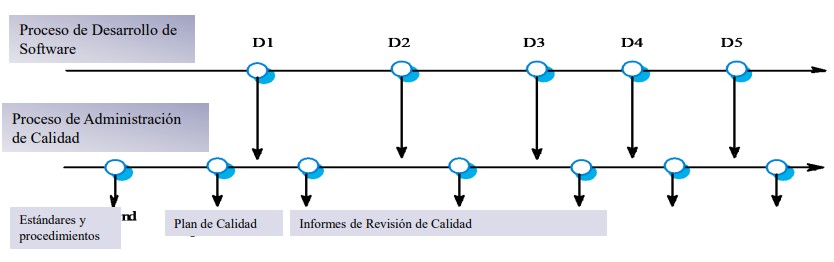 Proceso de Desarrollo de
Software
D1
D2
D3
D4
D5
Proceso de Administración
de Calidad
Estándares y
procedimientos
nd
Plan de Calidad
Informes de Revisión de Calidad